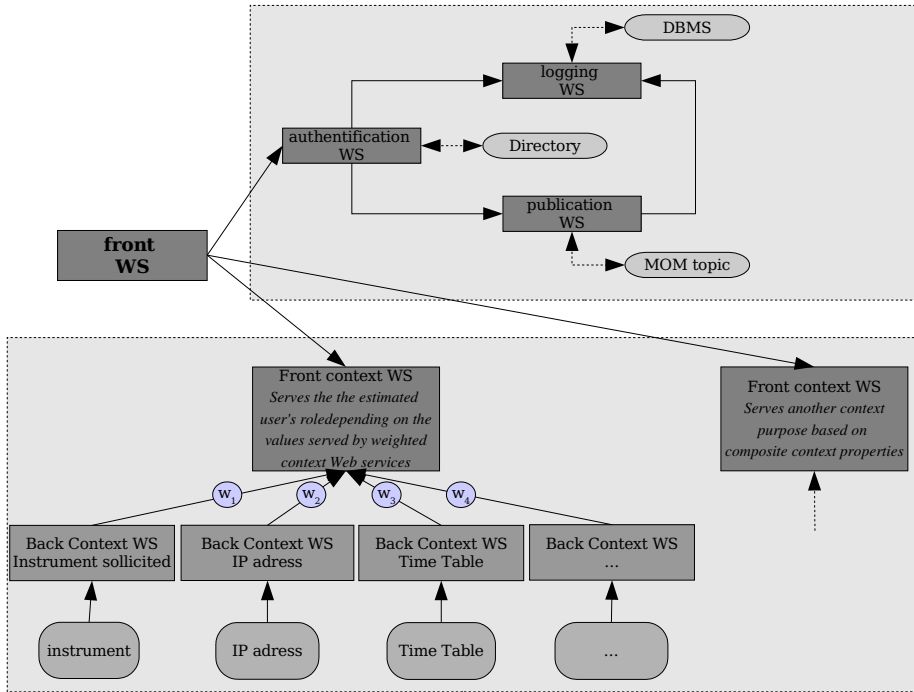 DBMS
logging
WS
authentification
WS
Directory
publication
WS
front
WS
MOM topic
Front context WS
Serves the the estimated
user's roledepending on the
values served by weighted
context Web services
Front context WS
Serves another context
purpose based on
composite context properties
w1
w2
w3
w4
Back Context WS
Instrument sollicited
Back Context WS
IP adress
Back Context WS
Time Table
Back Context WS
...
instrument
IP adress
Time Table
...